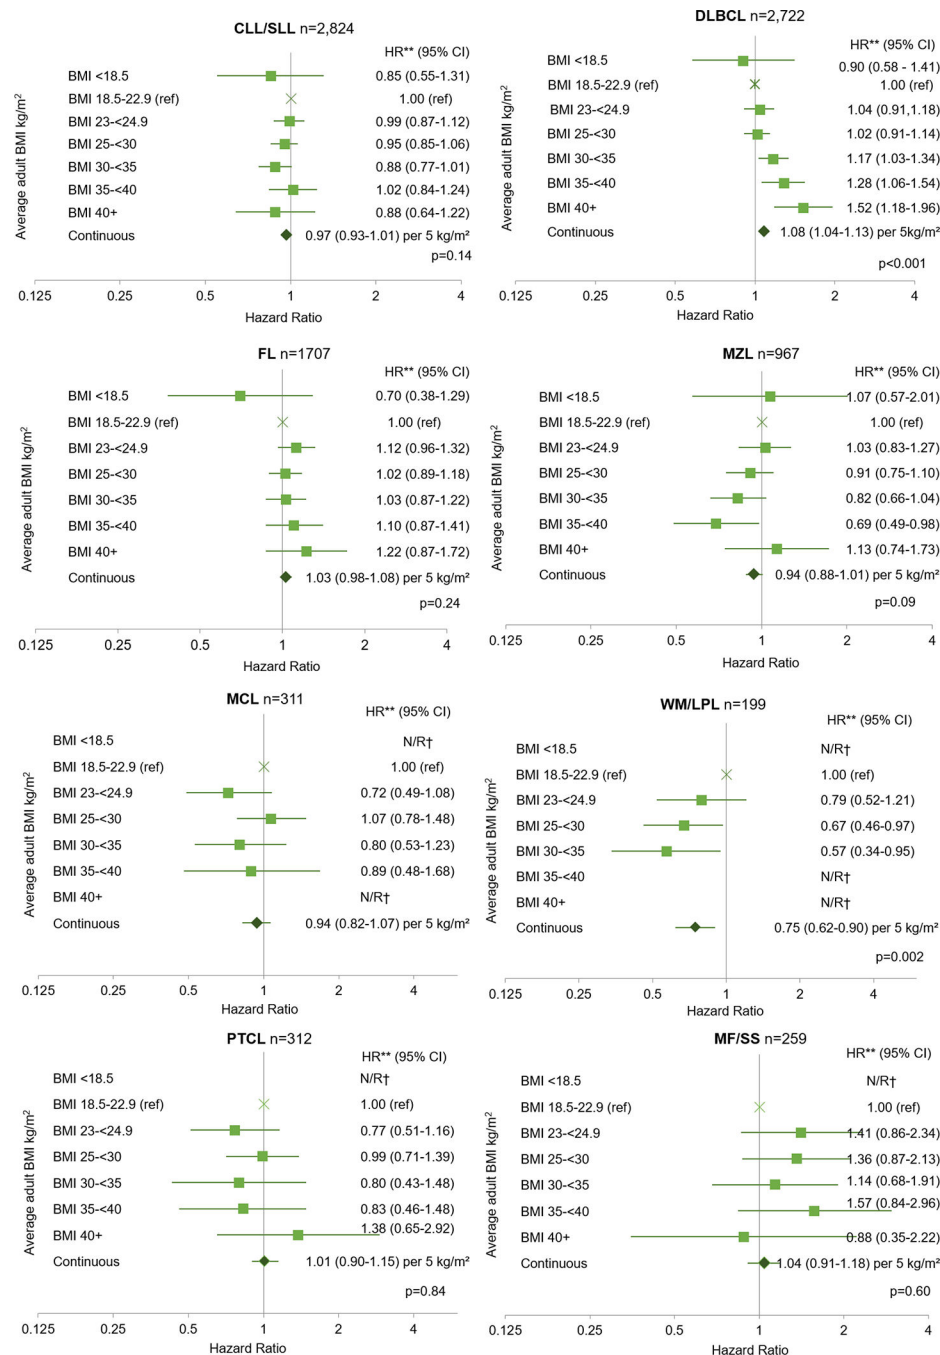 CLL/SLL n=2,824
HR** (95% CI)
Average adult BMI kg/m²
BMI <18.5 0.85 (0.55-1.31)
BMI 18.5-22.9 (ref) 1.00 (ref)
BMI 23-<24.9 0.99 (0.87-1.12)
BMI 25-<30 0.95 (0.85-1.06)
BMI 30-<35 0.88 (0.77-1.01)
BMI 35-<40 1.02 (0.84-1.24)
BMI 40+ 0.88 (0.64-1.22)
Continuous 0.97 (0.93-1.01) per 5 kg/m²
p=0.14
0.125 0.25 0.5 1 2 4
Hazard Ratio
DLBCL n=2,722
HR** (95% CI)
Average adult BMI kg/m²
BMI <18.5 0.90 (0.58 - 1.41)
BMI 18.5-22.9 (ref) 1.00 (ref)
BMI 23-<24.9 1.04 (0.91,1.18)
BMI 25-<30 1.02 (0.91-1.14)
BMI 30-<35 1.17 (1.03-1.34)
BMI 35-<40 1.28 (1.06-1.54)
BMI 40+ 1.52 (1.18-1.96)
Continuous 1.08 (1.04-1.13) per 5kg/m²
p<0.001
0.125 0.25 0.5 1 2 4
Hazard Ratio
FL n=1707
HR** (95% CI)
Average adult BMI kg/m²
BMI <18.5 0.70 (0.38-1.29)
BMI 18.5-22.9 (ref) 1.00 (ref)
BMI 23-<24.9 1.12 (0.96-1.32)
BMI 25-<30 1.02 (0.89-1.18)
BMI 30-<35 1.03 (0.87-1.22)
BMI 35-<40 1.10 (0.87-1.41)
BMI 40+ 1.22 (0.87-1.72)
Continuous 1.03 (0.98-1.08) per 5 kg/m²
p=0.24
0.125 0.25 0.5 1 2 4
Hazard Ratio
MZL n=967
HR** (95% CI)
Average adult BMI kg/m²
BMI <18.5 1.07 (0.57-2.01)
BMI 18.5-22.9 (ref) 1.00 (ref)
BMI 23-<24.9 1.03 (0.83-1.27)
BMI 25-<30 0.91 (0.75-1.10)
BMI 30-<35 0.82 (0.66-1.04)
BMI 35-<40 0.69 (0.49-0.98)
BMI 40+ 1.13 (0.74-1.73)
Continuous 0.94 (0.88-1.01) per 5 kg/m²
p=0.09
0.125 0.25 0.5 1 2 4
Hazard Ratio
MCL n=311
HR** (95% CI)
Average adult BMI kg/m²
BMI <18.5 N/R†
BMI 18.5-22.9 (ref) 1.00 (ref)
BMI 23-<24.9 0.72 (0.49-1.08)
BMI 25-<30 1.07 (0.78-1.48)
BMI 30-<35 0.80 (0.53-1.23)
BMI 35-<40 0.89 (0.48-1.68)
BMI 40+ N/R†
Continuous 0.94 (0.82-1.07) per 5 kg/m²
0.125 0.25 0.5 1 2 4
Hazard Ratio
WM/LPL n=199
HR** (95% CI)
Average adult BMI kg/m²
BMI <18.5 N/R†
BMI 18.5-22.9 (ref) 1.00 (ref)
BMI 23-<24.9 0.79 (0.52-1.21)
BMI 25-<30 0.67 (0.46-0.97)
BMI 30-<35 0.57 (0.34-0.95)
BMI 35-<40 N/R†
BMI 40+ N/R†
Continuous 0.75 (0.62-0.90) per 5 kg/m²
p=0.002
0.125 0.25 0.5 1 2 4
Hazard Ratio
PTCL n=312
HR** (95% CI)
Average adult BMI kg/m²
BMI <18.5 N/R†
BMI 18.5-22.9 (ref) 1.00 (ref)
BMI 23-<24.9 0.77 (0.51-1.16)
BMI 25-<30 0.99 (0.71-1.39)
BMI 30-<35 0.80 (0.43-1.48)
BMI 35-<40 0.83 (0.46-1.48)
BMI 40+ 1.38 (0.65-2.92)
Continuous 1.01 (0.90-1.15) per 5 kg/m²
p=0.84
0.125 0.25 0.5 1 2 4
Hazard Ratio
MF/SS n=259
HR** (95% CI)
Average adult BMI kg/m²
BMI <18.5 N/R†
BMI 18.5-22.9 (ref) 1.00 (ref)
BMI 23-<24.9 1.41 (0.86-2.34)
BMI 25-<30 1.36 (0.87-2.13)
BMI 30-<35 1.14 (0.68-1.91)
BMI 35-<40 1.57 (0.84-2.96)
BMI 40+ 0.88 (0.35-2.22)
Continuous 1.04 (0.91-1.18) per 5 kg/m²
p=0.60
0.125 0.25 0.5 1 2 4
Hazard Ratio